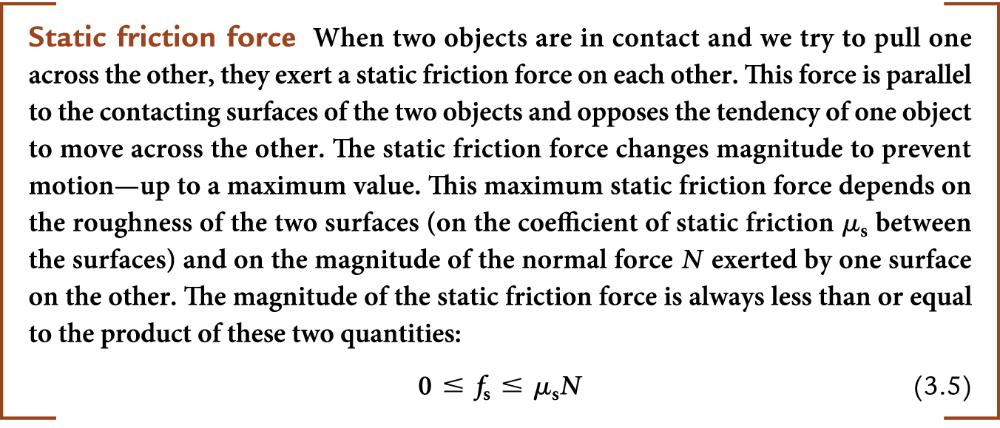 Static friction force When two objects are in contact and we try to pull one
across the other, they exert a static friction force on each other. This force is parallel
to the contacting surfaces of the two objects and opposes the tendency of one object
to move across the other. The static friction force changes magnitude to prevent
motion—up to a maximum value. This maximum static friction force depends on
the roughness of the two surfaces (on the coefficient of static friction μₛ between
the surfaces) and on the magnitude of the normal force N exerted by one surface
on the other. The magnitude of the static friction force is always less than or equal
to the product of these two quantities:
0 ≤ fₛ ≤ μₛN (3.5)